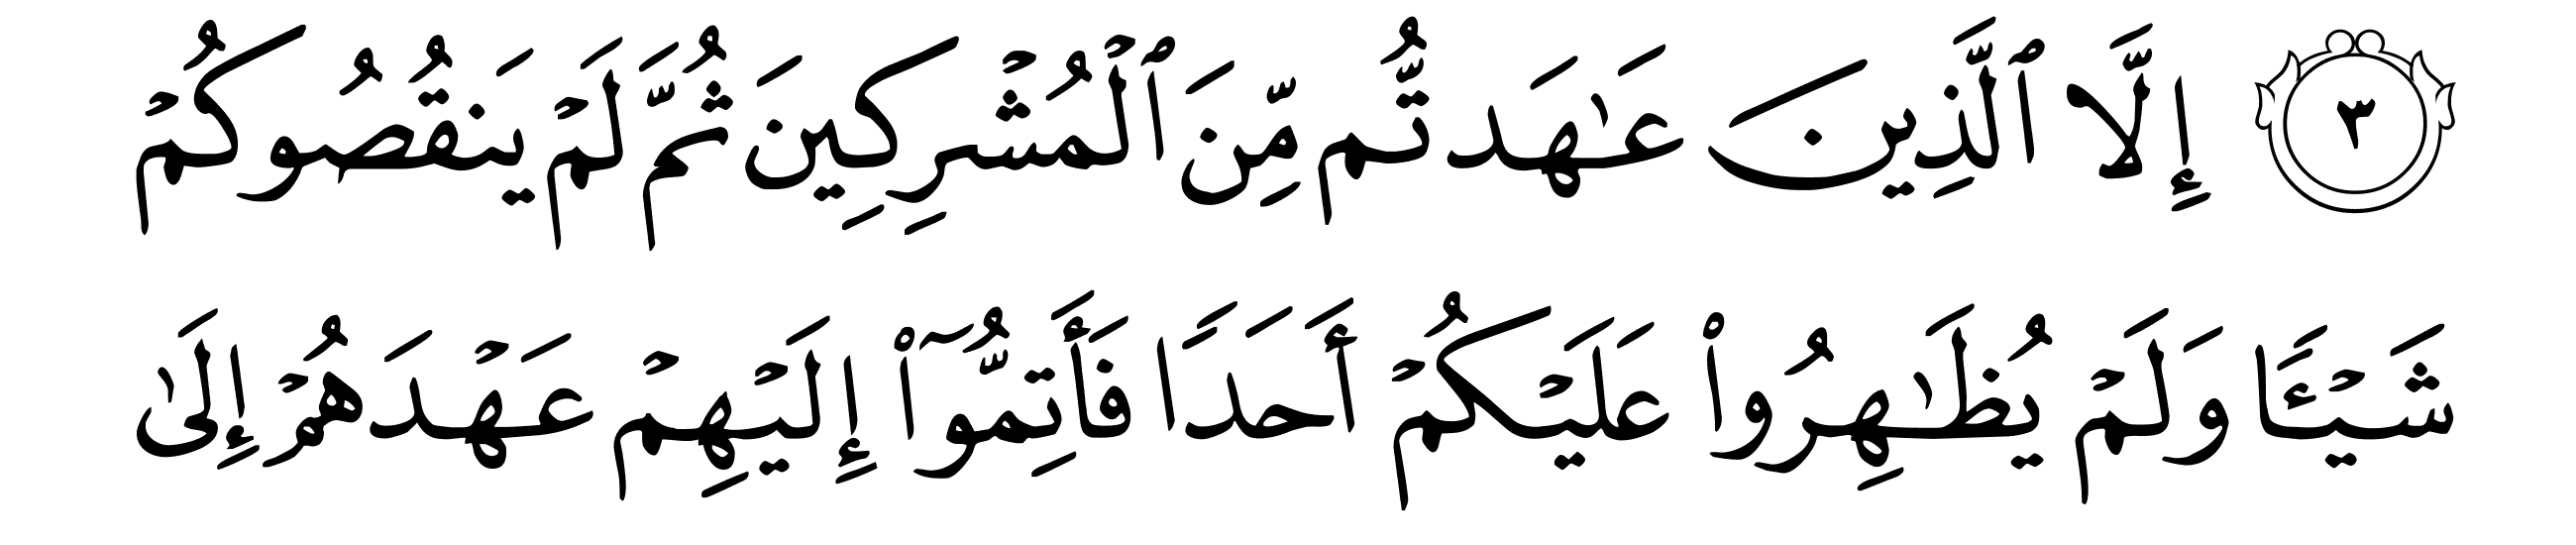 ٣ إِلَّا ٱلَّذِينَ عَـٰهَدتُّم مِّنَ ٱلْمُشْرِكِينَ ثُمَّ لَمْ يَنقُصُوكُمْ
شَيْـًٔا وَلَمْ يُظَـٰهِرُوا۟ عَلَيْكُمْ أَحَدًا فَأَتِمُّوٓا۟ إِلَيْهِمْ عَهْدَهُمْ إِلَىٰ